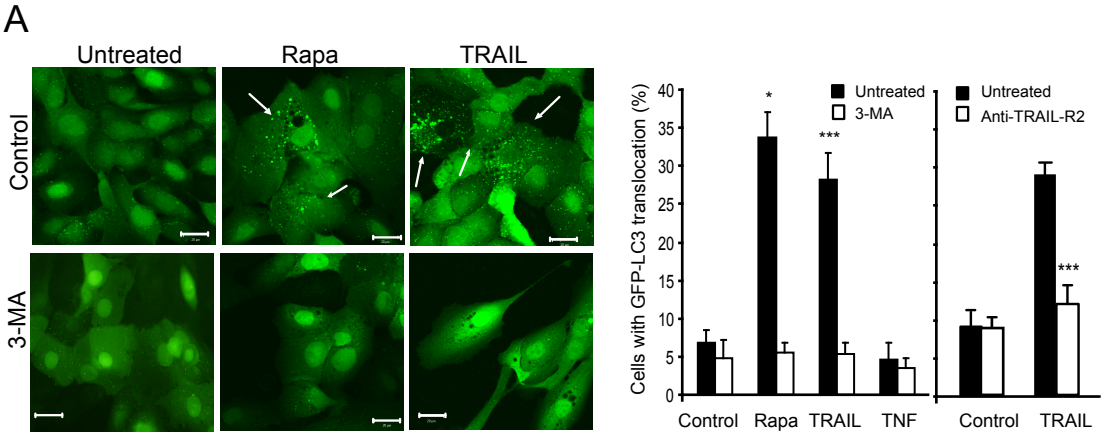 A
Untreated
Rapa
TRAIL
Control
3-MA
Cells with GFP-LC3 translocation (%)
40
35
30
25
20
15
10
5
0
Untreated
3-MA
*
***
Control
Rapa
TRAIL
TNF
Untreated
Anti-TRAIL-R2
***
Control
TRAIL